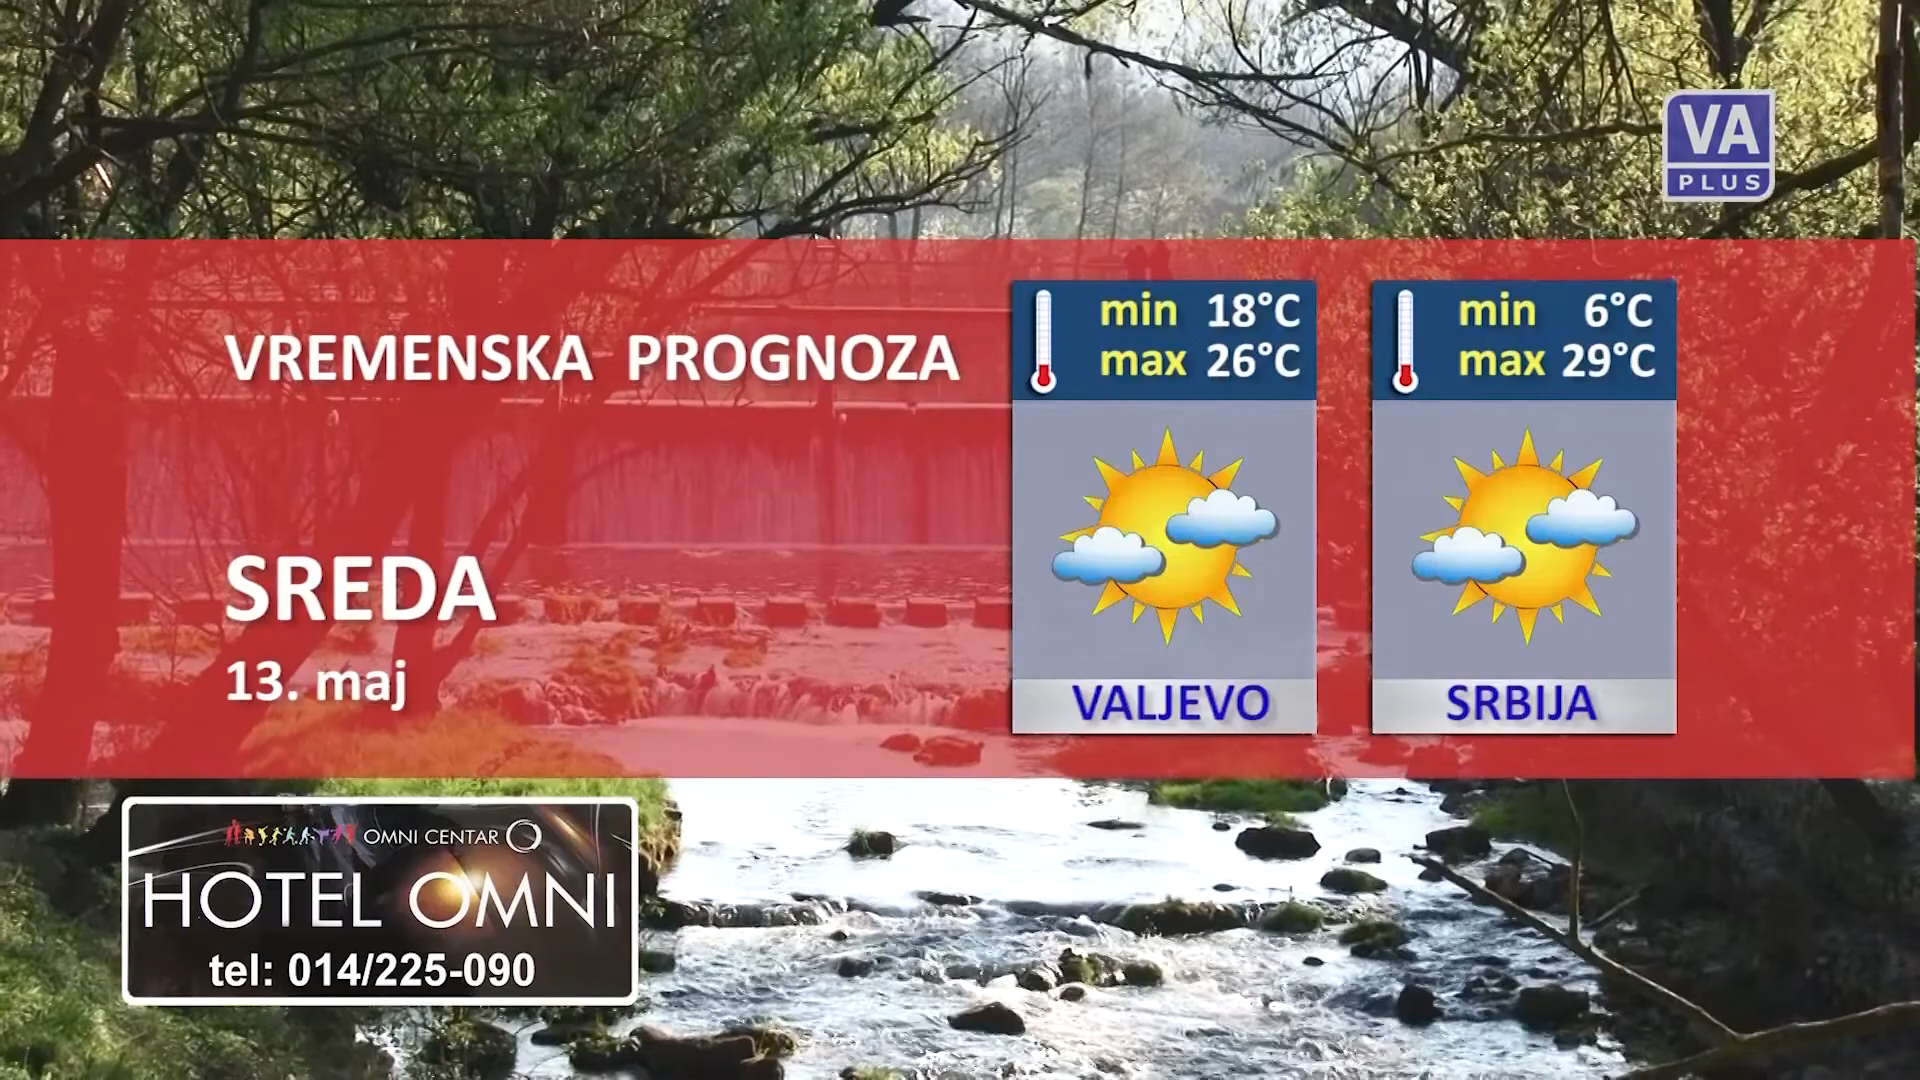 VA
PLUS
VREMENSKA PROGNOZA
SREDA
13. maj
min 18°C
max 26°C
VALJEVO
min 6°C
max 29°C
SRBIJA
OMNI CENTAR
HOTEL OMNI
tel: 014/225-090